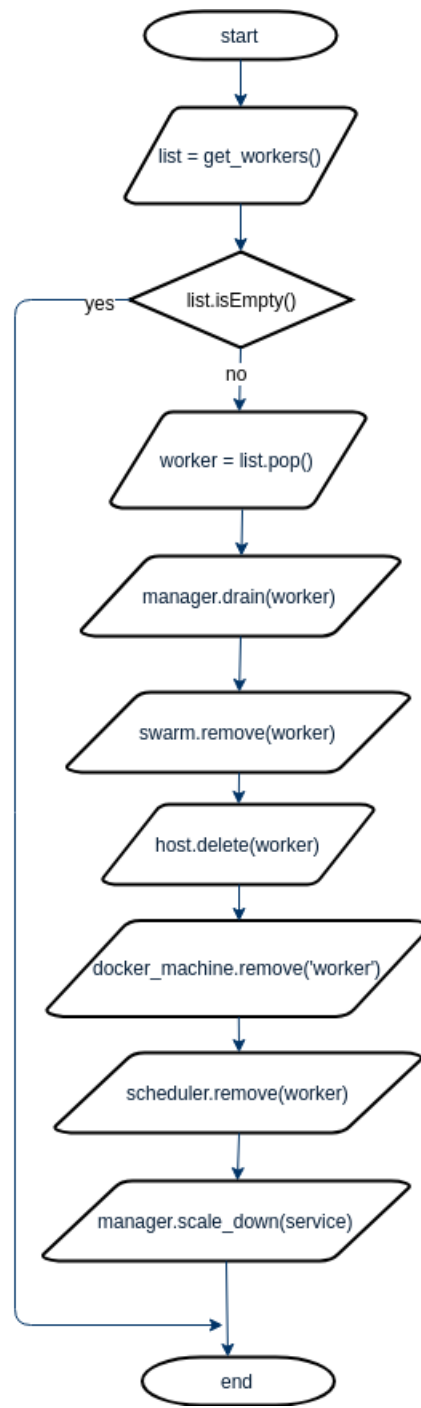 start
list = get_workers()
list.isEmpty()
yes
no
worker = list.pop()
manager.drain(worker)
swarm.remove(worker)
host.delete(worker)
docker_machine.remove('worker')
scheduler.remove(worker)
manager.scale_down(service)
end